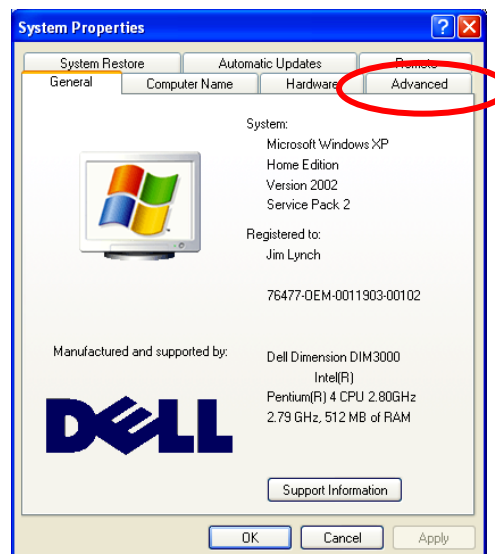 System Properties
System Restore Automatic Updates Remote
General Computer Name Hardware Advanced
System:
Microsoft Windows XP
Home Edition
Version 2002
Service Pack 2
Registered to:
Jim Lynch
76477-OEM-0011903-00102
Manufactured and supported by:
Dell Dimension DIM3000
Intel(R)
Pentium(R) 4 CPU 2.80GHz
2.79 GHz, 512 MB of RAM
DELL
Support Information
OK Cancel Apply